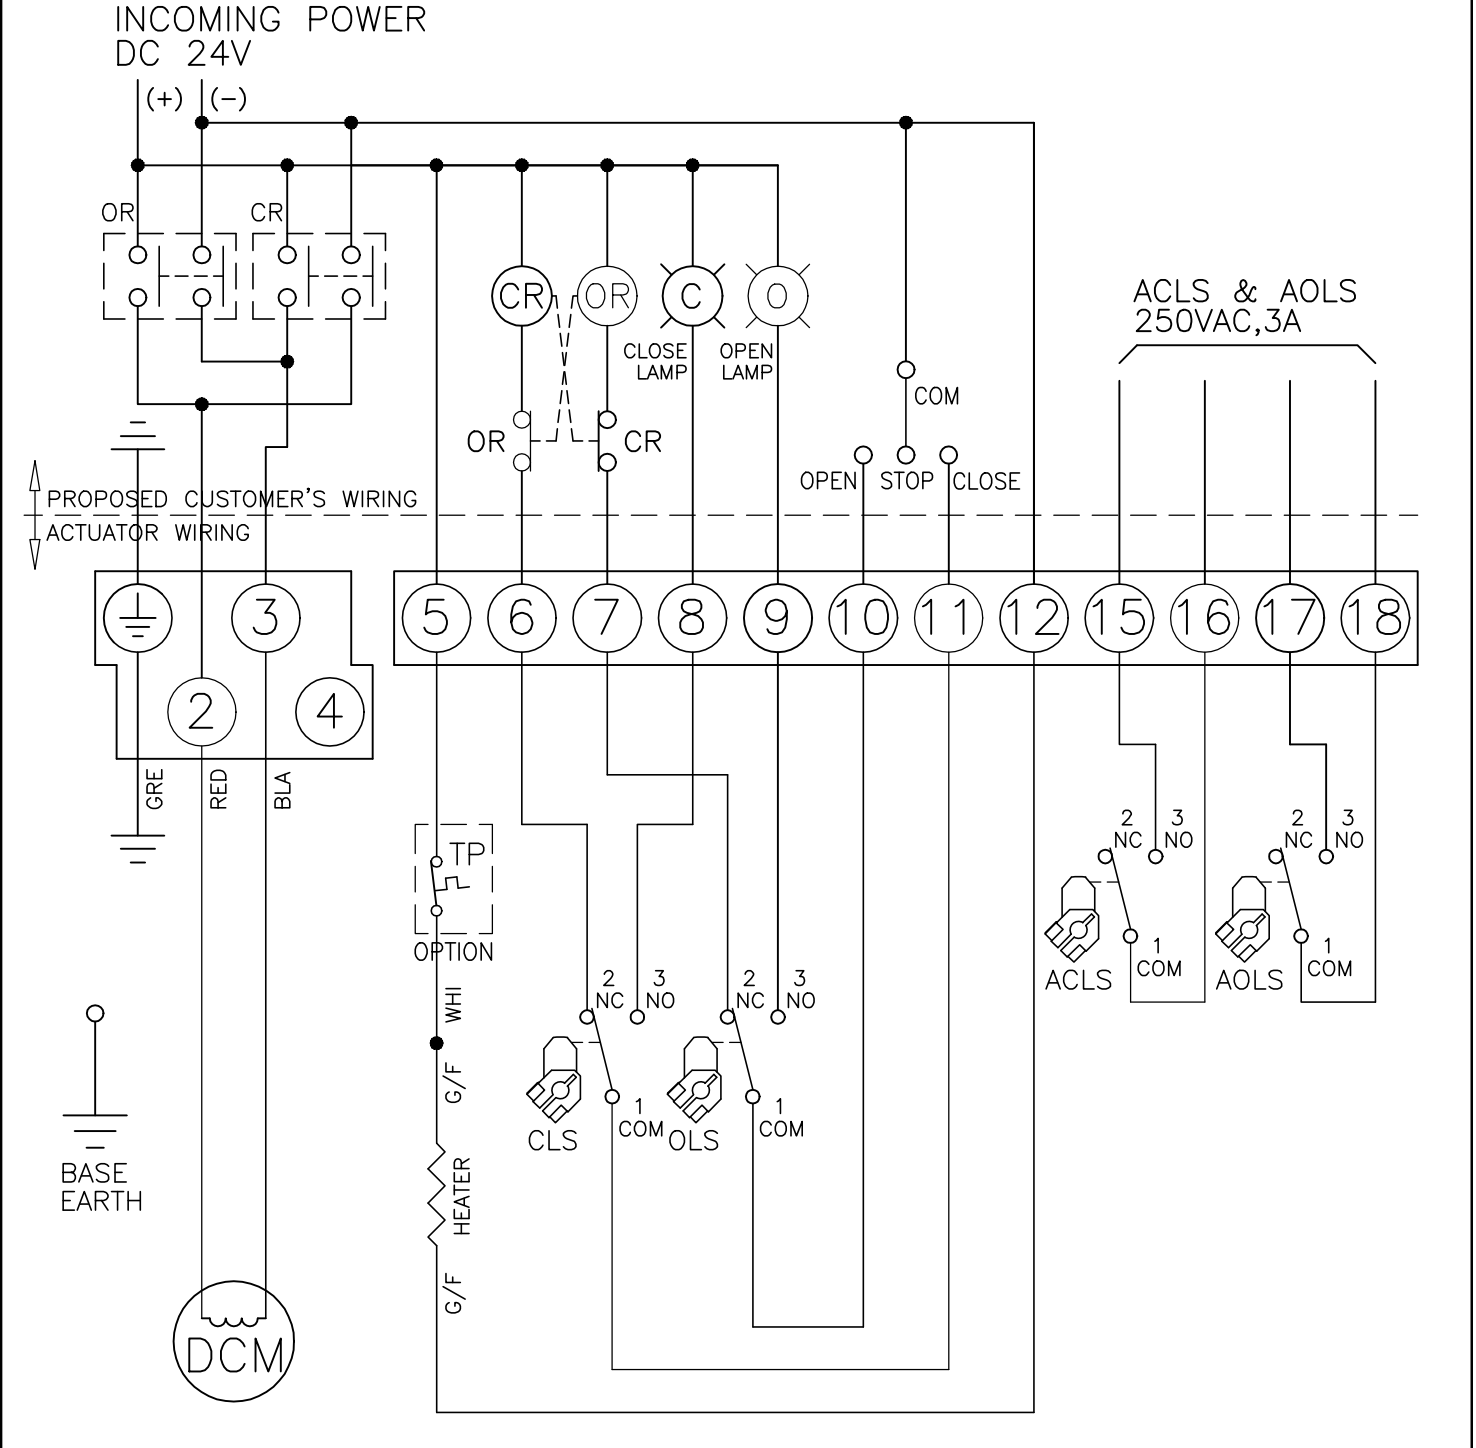 INCOMING POWER
DC 24V
(+) (-)
OR CR
CR OR C O
ACLS & AOLS
250VAC,3A
CLOSE LAMP
OPEN LAMP
COM
OR CR
OPEN STOP CLOSE
PROPOSED CUSTOMER'S WIRING
ACTUATOR WIRING
3 5 6 7 8 9 10 11 12 15 16 17 18
2 4
GRE RED BLA
TP
OPTION
2 NC 3 NO
2 NC 3 NO
1 COM
ACLS
1 COM
AOLS
WHI
2 NC 3 NO
2 NC 3 NO
G/F
1 COM
CLS
1 COM
OLS
BASE
EARTH
HEATER
G/F
DCM